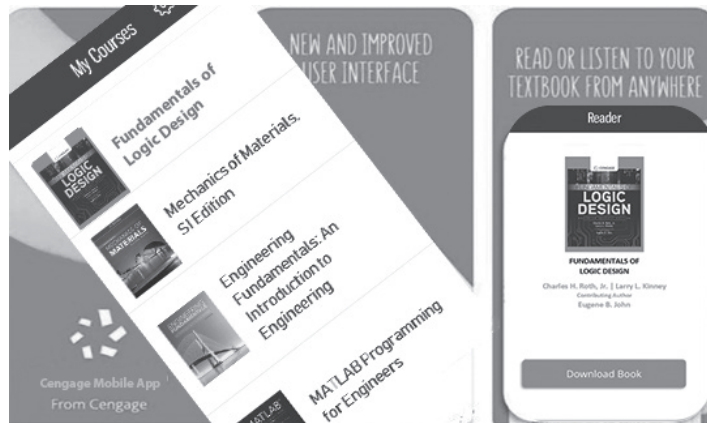 My Courses
Fundamentals of
Logic Design
LOGIC
DESIGN
Mechanics of Materials,
SI Edition
MATERIALS
Engineering
Fundamentals: An
Introduction to
Engineering
MATLAB Programming
for Engineers
MATLAB
Cengage Mobile App
From Cengage
NEW AND IMPROVED
USER INTERFACE
READ OR LISTEN TO YOUR
TEXTBOOK FROM ANYWHERE
Reader
LOGIC
DESIGN
FUNDAMENTALS OF
LOGIC DESIGN
Charles H. Roth, Jr. | Larry L. Kinney
Contributing Author
Eugene B. John
Download Book